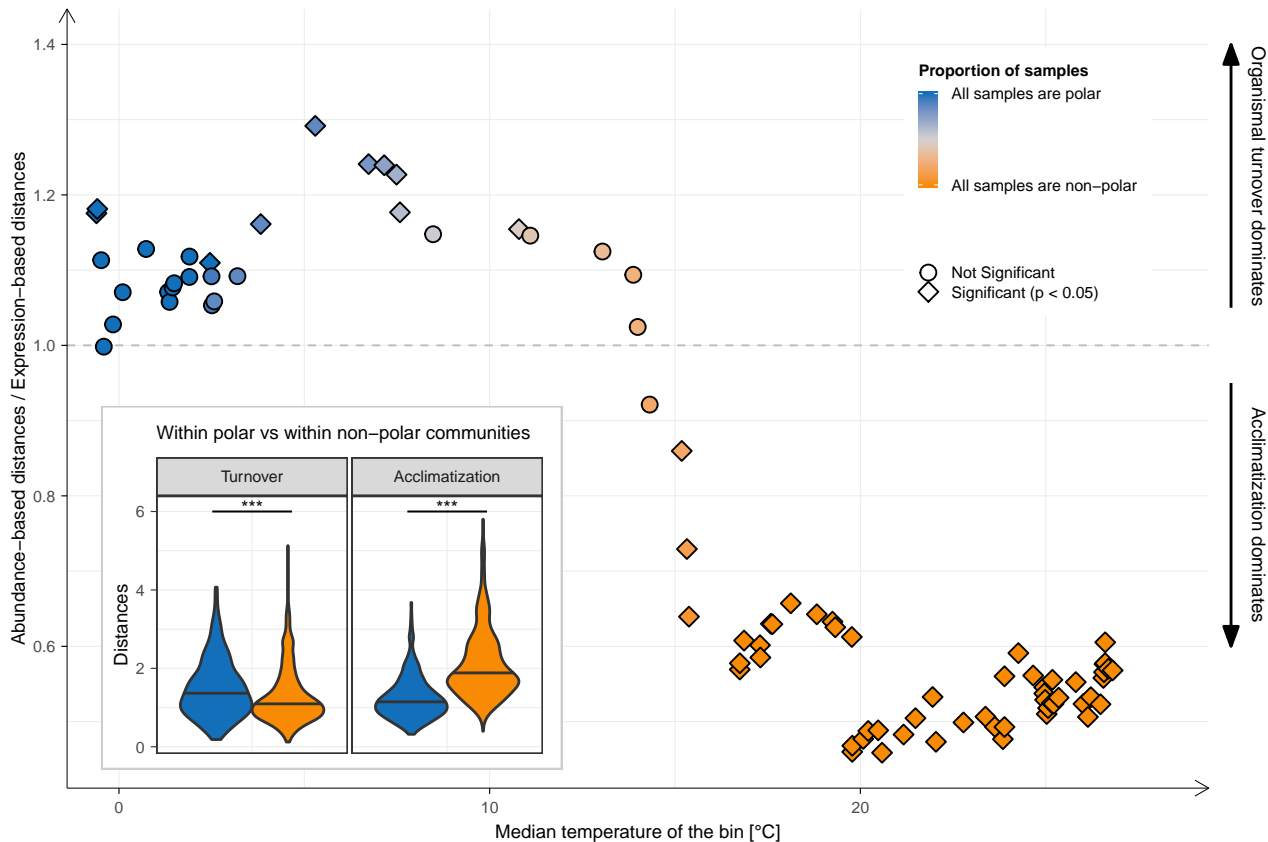 Abundance−based distances / Expression−based distances
1.4
1.2
1.0
0.8
0.6
0
10
20
Median temperature of the bin [°C]
Proportion of samples
All samples are polar
All samples are non−polar
Not Significant
Significant (p < 0.05)
Organismal turnover dominates
Acclimatization dominates
Within polar vs within non−polar communities
Turnover
Acclimatization
***
***
Distances
6
4
2
0